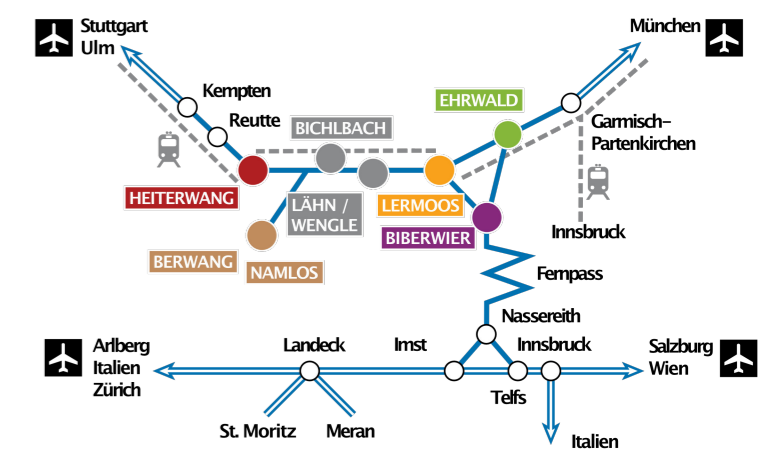 Stuttgart
Ulm
München
Kempten
Reutte
EHRWALD
BICHLBACH
Garmisch-
Partenkirchen
HEITERWANG
LÄHN /
WENGLE
LERMOOS
BIBERWIER
Innsbruck
BERWANG
NAMLOS
Fernpass
Nassereith
Arlberg
Italien
Zürich
Landeck
Imst
Innsbruck
Salzburg
Wien
Telfs
St. Moritz
Meran
Italien